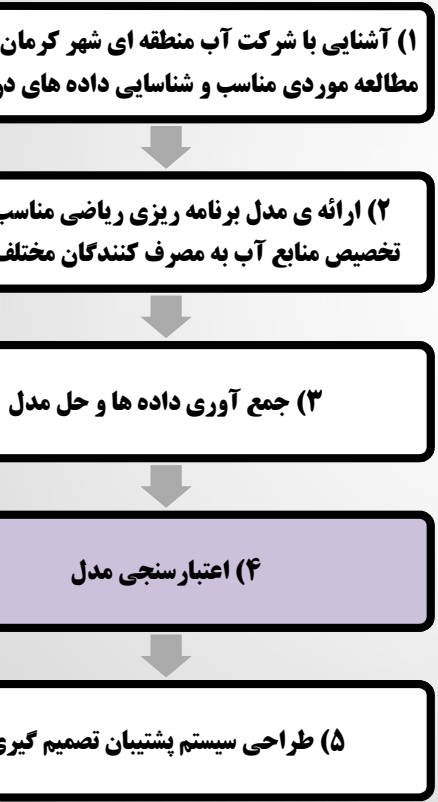 ۱) آشنایی با شرکت آب منطقه ای شهر کرمان
مطالعه موردی مناسب و شناسایی داده های
۲) ارائه ی مدل برنامه ریزی ریاضی مناسب
تخصیص منابع آب به مصرف کنندگان مختلف
۳) جمع آوری داده ها و حل مدل
۴) اعتبارسنجی مدل
۵) طراحی سیستم پشتیبان تصمیم گیری